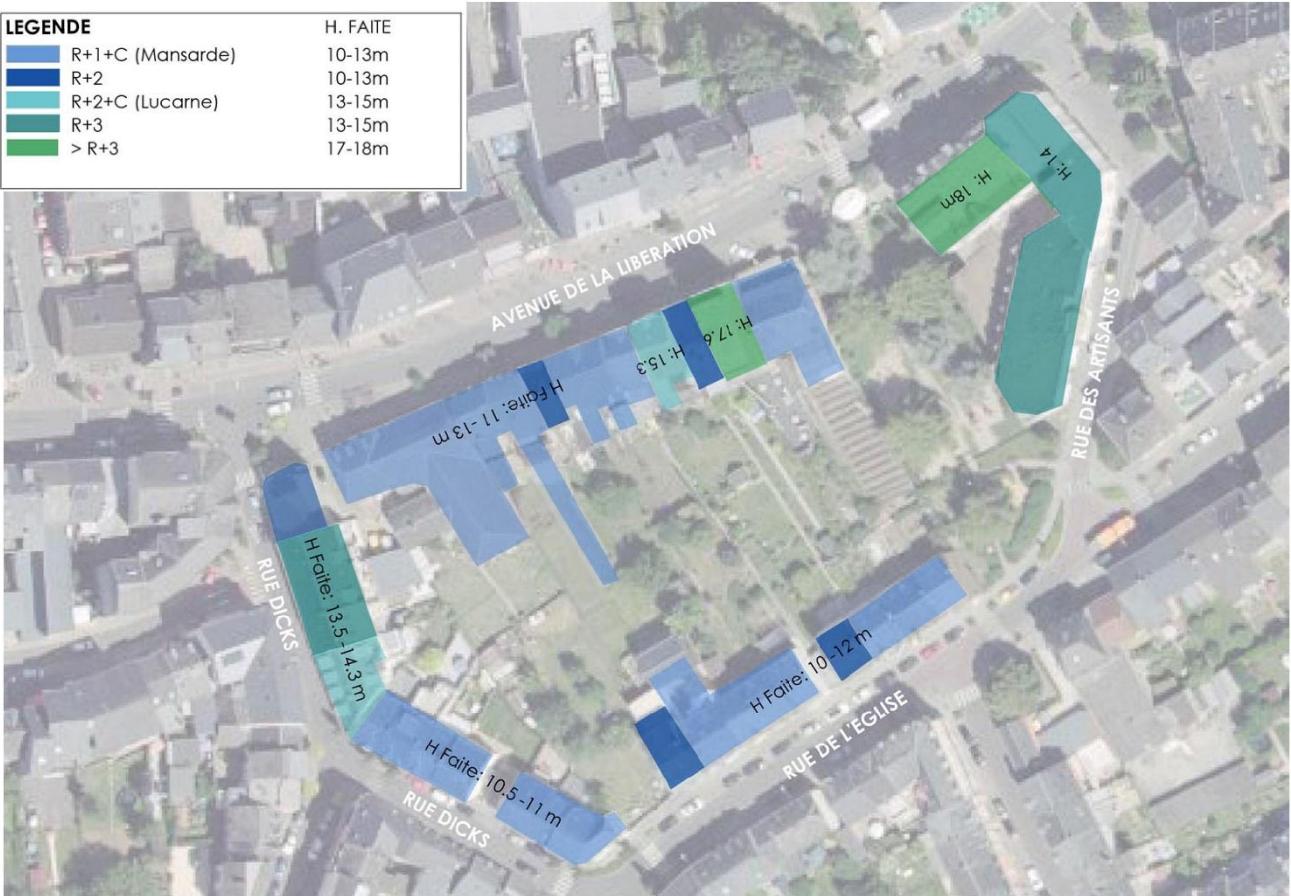 LEGENDE H. FAITE
R+1+C (Mansarde) 10-13m
R+2 10-13m
R+2+C (Lucarne) 13-15m
R+3 13-15m
> R+3 17-18m
H: 14
H: 18m
AVENUE DE LA LIBERATION
H: 17.6
H: 15.3
H Faite: 11 -13 m
RUE DES ARTISANTS
RUE DICKS
H Faite: 13.5 -14.3 m
H Faite: 10 -12 m
H Faite: 10.5 -11 m
RUE DE L'EGLISE
RUE DICKS